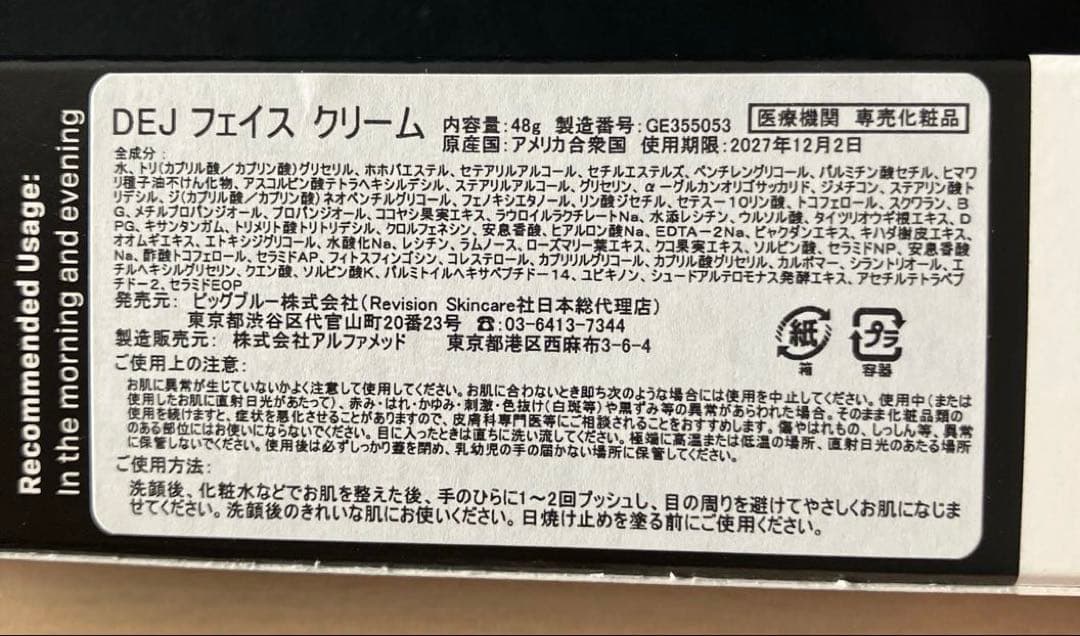 Recommended Usage:
In the morning and evening
DEJ フェイス クリーム
内容量:48g 製造番号:GE355053
医療機関 専売化粧品
原産国:アメリカ合衆国 使用期限:2027年12月2日
全成分:
水、トリ(カプリル酸/カプリン酸)グリセリル、ホホバエステル、セテアリルアルコール、セチルエステルズ、ペンチレングリコール、パルミチン酸セチル、ヒマワ
リ種子油不けん化物、アスコルビン酸テトラヘキシルデシル、ステアリルアルコール、グリセリン、α-グルカンオリゴサッカリド、ジメチコン、ステアリン酸ト
リデシル、ジ(カプリル酸/カプリン酸)ネオペンチルグリコール、フェノキシエタノール、リン酸ジセチル、セテス-10リン酸、トコフェロール、スクワラン、B
G、メチルプロパンジオール、プロパンジオール、ココヤシ果実エキス、ラウロイルラクチレートNa、水添レシチン、ウルソル酸、タイツリオウギ根エキス、D
PG、キサンタンガム、トリメリト酸トリトリデシル、クロルフェネシン、安息香酸、ヒアルロン酸Na、EDTA-2Na、ビャクダンエキス、キハダ樹皮エキス、
オオムギエキス、エトキシジグリコール、水酸化Na、レシチン、ラムノース、ローズマリー葉エキス、クコ果実エキス、ソルビン酸、セラミドNP、安息香酸
Na、酢酸トコフェロール、セラミドAP、フィトスフィンゴシン、コレステロール、カプリリルグリコール、カプリル酸グリセリル、カルボマー、シラントリオール、エ
チルヘキシルグリセリン、クエン酸、ソルビン酸K、パルミトイルヘキサペプチド-14、ユビキノン、シュードアルテロモナス発酵エキス、アセチルテトラペプ
チド-2、セラミドEOP
発売元: ビッグブルー株式会社(Revision Skincare社日本総代理店)
東京都渋谷区代官山町20番23号 ☎:03-6413-7344
製造販売元: 株式会社アルファメッド 東京都港区西麻布3-6-4
紙
箱
プラ
容器
ご使用上の注意:
お肌に異常が生じていないかよく注意して使用してください。お肌に合わないとき即ち次のような場合には使用を中止してください。使用中(または
使用したお肌に直射日光があたって)、赤み・はれ・かゆみ・刺激・色抜け(白斑等)や黒ずみ等の異常があらわれた場合。そのまま化粧品類の
使用を続けますと、症状を悪化させることがありますので、皮膚科専門医等にご相談されることをおすすめします。傷やはれもの、しっしん等、異常
のある部位にはお使いにならないでください。目に入ったときは直ちに洗い流してください。極端に高温または低温の場所、直射日光のあたる場所
に保管しないでください。使用後は必ずしっかり蓋を閉め、乳幼児の手の届かない場所に保管してください。
ご使用方法:
洗顔後、化粧水などでお肌を整えた後、手のひらに1〜2回プッシュし、目の周りを避けてやさしくお肌になじま
せてください。洗顔後のきれいな肌にお使いください。日焼け止めを塗る前にご使用ください。